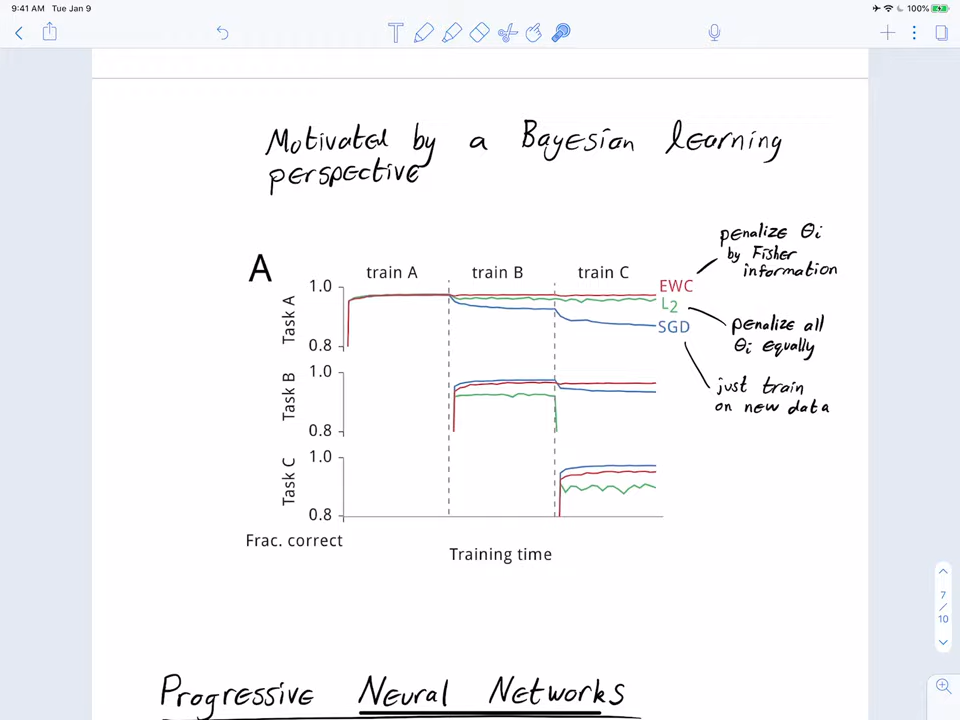 9:41 AM Tue Jan 9
100%
Motivated by a Bayesian learning
perspective
A
train A
train B
train C
penalize θi
by Fisher
information
EWC
L2
SGD
penalize all
θi equally
just train
on new data
Task A
1.0
0.8
Task B
1.0
0.8
Task C
1.0
0.8
Frac. correct
Training time
7
/
10
Progressive Neural Networks